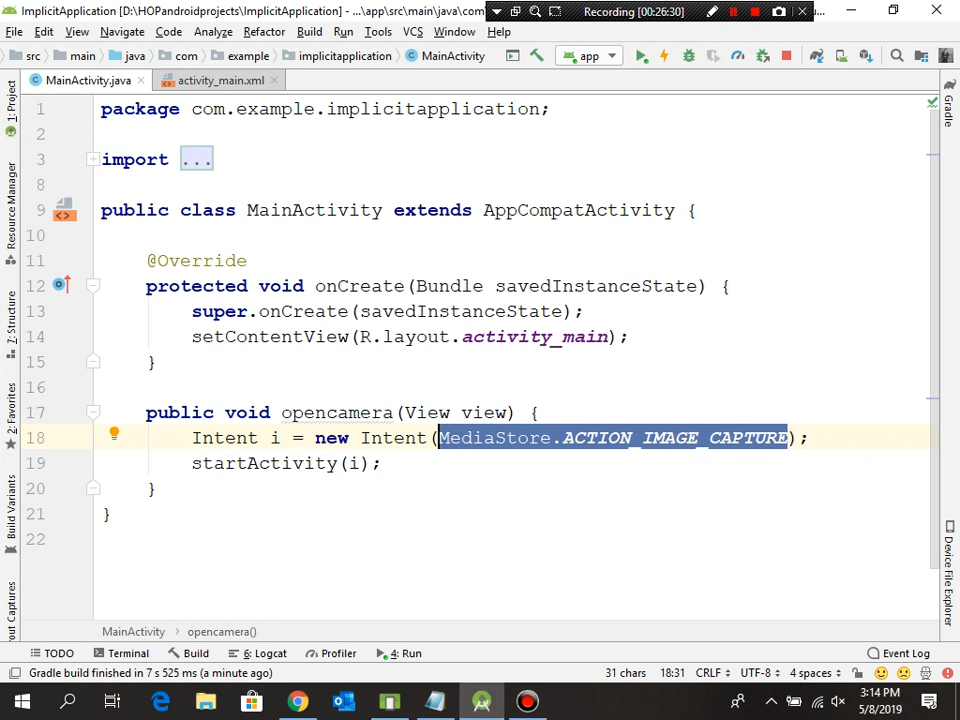 ImplicitApplication [D:\HOPandroidprojects\ImplicitApplication] - ...\app\src\main\java\com
Recording [00:26:30]
u...
File Edit View Navigate Code Analyze Refactor Build Run Tools VCS Window Help
src main java com example implicitapplication MainActivity app
MainActivity.java activity_main.xml
1 package com.example.implicitapplication;
2
3 import ...
8
9 public class MainActivity extends AppCompatActivity {
10
11 @Override
12 protected void onCreate(Bundle savedInstanceState) {
13 super.onCreate(savedInstanceState);
14 setContentView(R.layout.activity_main);
15 }
16
17 public void opencamera(View view) {
18 Intent i = new Intent(MediaStore.ACTION_IMAGE_CAPTURE);
19 startActivity(i);
20 }
21 }
22
1: Project
Resource Manager
7: Structure
2: Favorites
Build Variants
out Captures
Gradle
Device File Explorer
MainActivity opencamera()
TODO Terminal Build 6: Logcat Profiler 4: Run Event Log
Gradle build finished in 7 s 525 ms (a minute ago) 31 chars 18:31 CRLF UTF-8 4 spaces
3:14 PM
5/8/2019